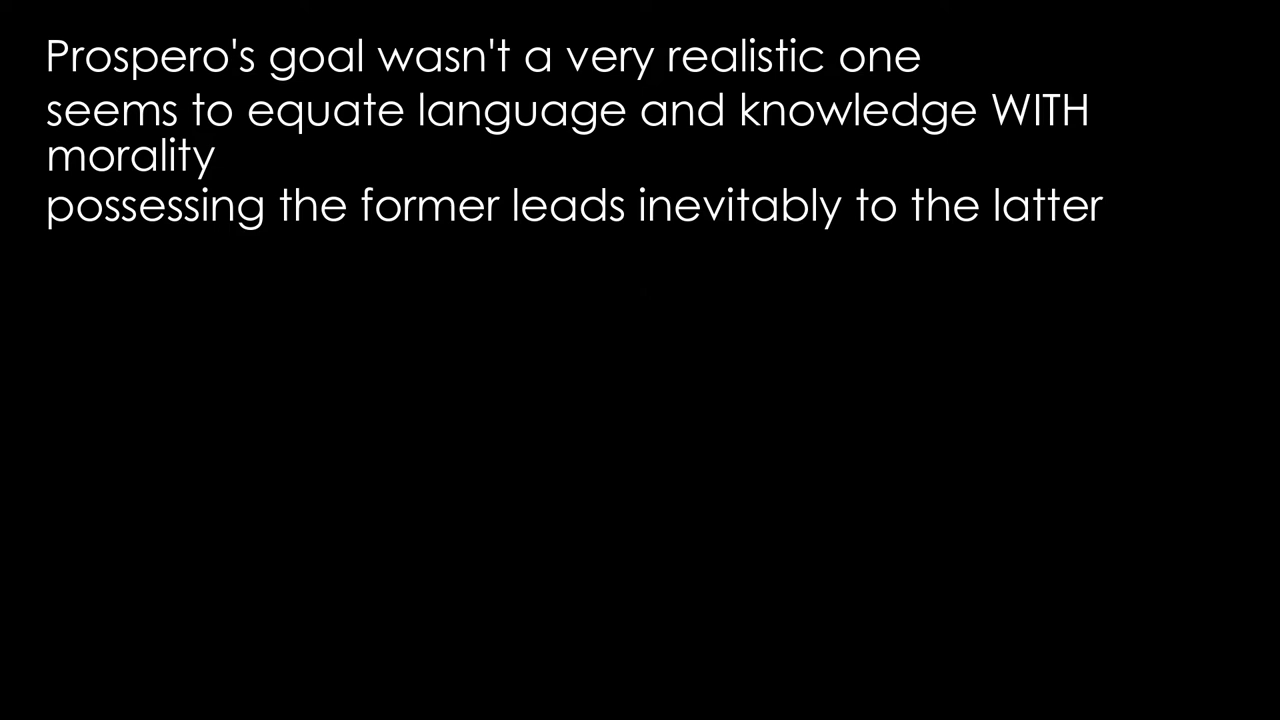 Prospero's goal wasn't a very realistic one
seems to equate language and knowledge WITH
morality
possessing the former leads inevitably to the latter